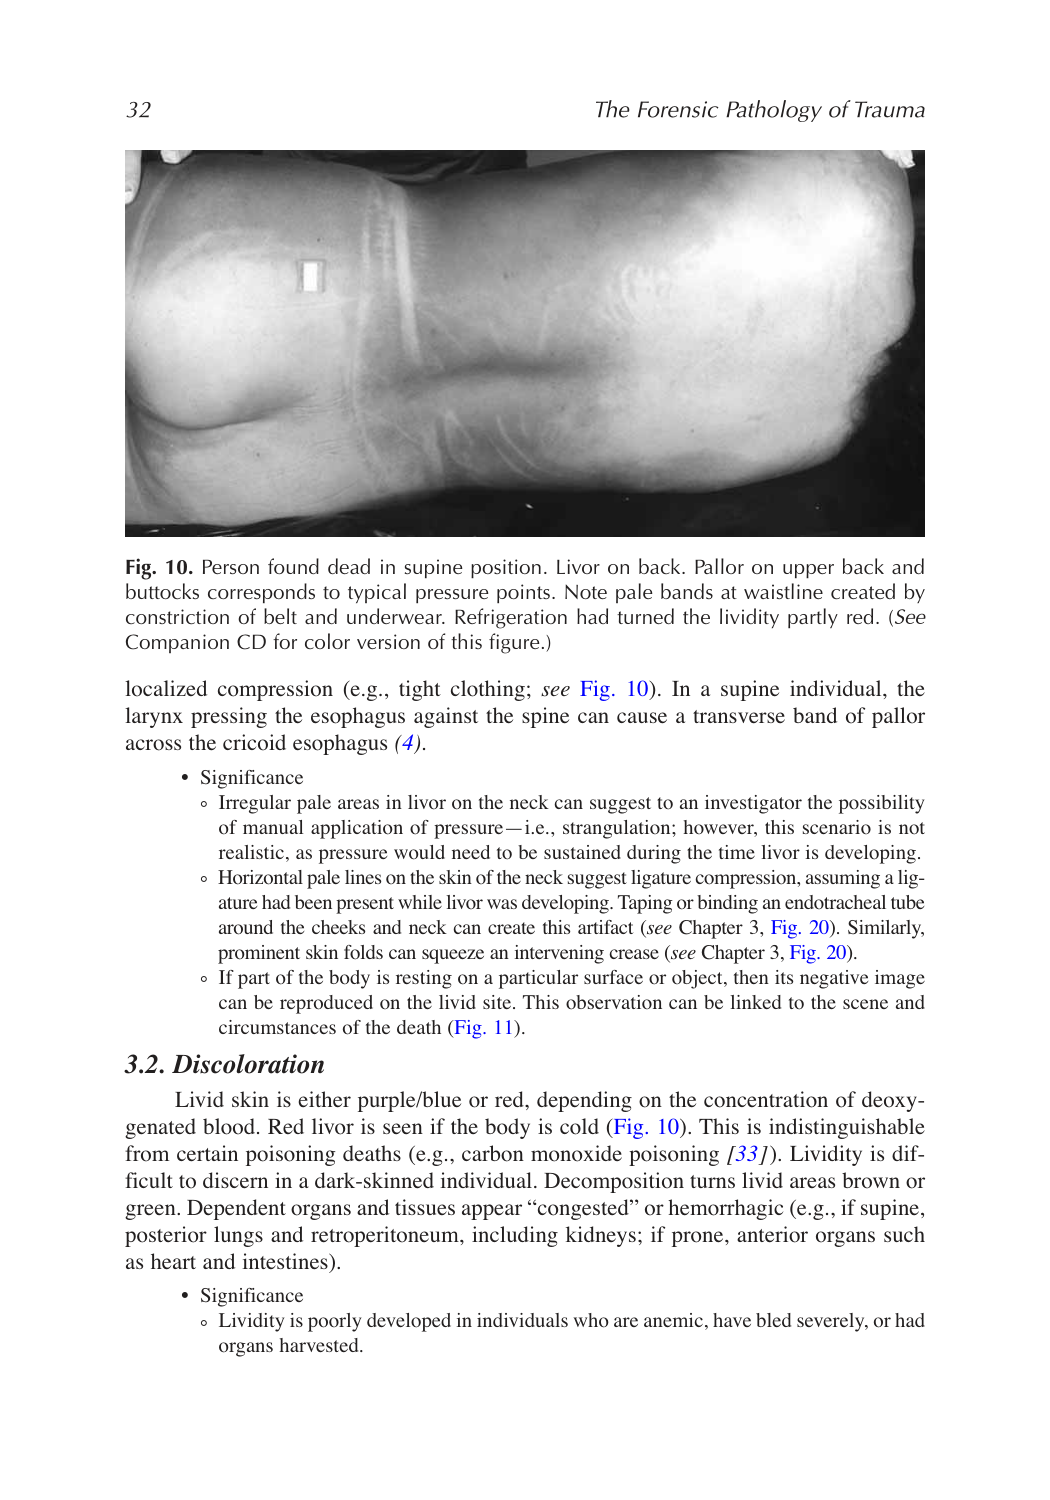 32
The Forensic Pathology of Trauma
Fig. 10. Person found dead in supine position. Livor on back. Pallor on upper back and
buttocks corresponds to typical pressure points. Note pale bands at waistline created by
constriction of belt and underwear. Refrigeration had turned the lividity partly red. (See
Companion CD for color version of this figure.)
localized compression (e.g., tight clothing; see Fig. 10). In a supine individual, the
larynx pressing the esophagus against the spine can cause a transverse band of pallor
across the cricoid esophagus (4).
• Significance
◦ Irregular pale areas in livor on the neck can suggest to an investigator the possibility
of manual application of pressure—i.e., strangulation; however, this scenario is not
realistic, as pressure would need to be sustained during the time livor is developing.
◦ Horizontal pale lines on the skin of the neck suggest ligature compression, assuming a lig-
ature had been present while livor was developing. Taping or binding an endotracheal tube
around the cheeks and neck can create this artifact (see Chapter 3, Fig. 20). Similarly,
prominent skin folds can squeeze an intervening crease (see Chapter 3, Fig. 20).
◦ If part of the body is resting on a particular surface or object, then its negative image
can be reproduced on the livid site. This observation can be linked to the scene and
circumstances of the death (Fig. 11).
3.2. Discoloration
Livid skin is either purple/blue or red, depending on the concentration of deoxy-
genated blood. Red livor is seen if the body is cold (Fig. 10). This is indistinguishable
from certain poisoning deaths (e.g., carbon monoxide poisoning [33]). Lividity is dif-
ficult to discern in a dark-skinned individual. Decomposition turns livid areas brown or
green. Dependent organs and tissues appear “congested” or hemorrhagic (e.g., if supine,
posterior lungs and retroperitoneum, including kidneys; if prone, anterior organs such
as heart and intestines).
• Significance
◦ Lividity is poorly developed in individuals who are anemic, have bled severely, or had
organs harvested.